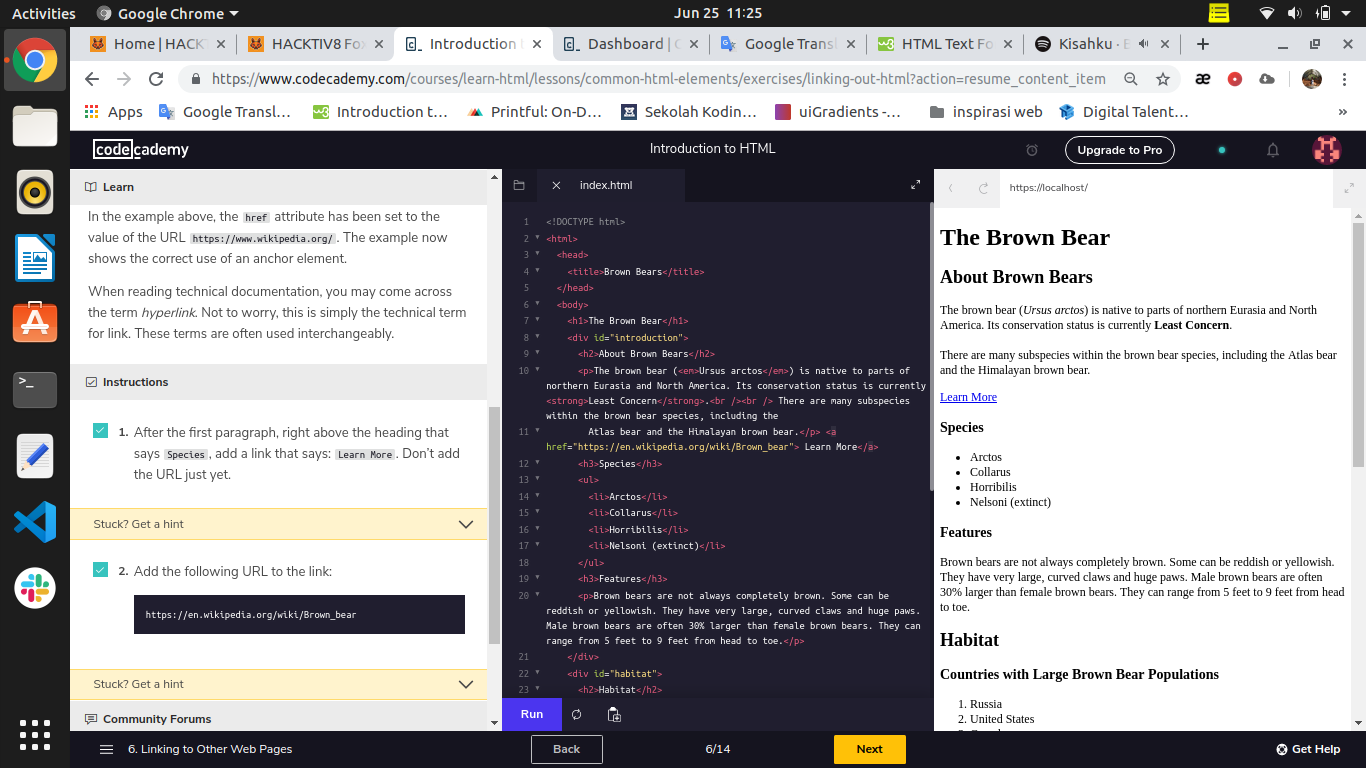 Activities
Google Chrome
Jun 25 11:25
Home | HACKT
HACKTIV8 Fox
Introduction
Dashboard |
Google Transl
HTML Text Fo
Kisahku
https://www.codecademy.com/courses/learn-html/lessons/common-html-elements/exercises/linking-out-html?action=resume_content_item
Apps
Google Transl...
Introduction t...
Printful: On-D...
Sekolah Kodin...
uiGradients -...
inspirasi web
Digital Talent...
»
codecademy
Introduction to HTML
Upgrade to Pro
Learn
In the example above, the href attribute has been set to the
value of the URL https://www.wikipedia.org/. The example now
shows the correct use of an anchor element.
When reading technical documentation, you may come across
the term hyperlink. Not to worry, this is simply the technical term
for link. These terms are often used interchangeably.
Instructions
1. After the first paragraph, right above the heading that
says Species, add a link that says: Learn More. Don't add
the URL just yet.
Stuck? Get a hint
2. Add the following URL to the link:
https://en.wikipedia.org/wiki/Brown_bear
Stuck? Get a hint
Community Forums
index.html
1 <!DOCTYPE html>
2 <html>
3 <head>
4 <title>Brown Bears</title>
5 </head>
6 <body>
7 <h1>The Brown Bear</h1>
8 <div id="introduction">
9 <h2>About Brown Bears</h2>
10 <p>The brown bear (<em>Ursus arctos</em>) is native to parts of
northern Eurasia and North America. Its conservation status is currently
<strong>Least Concern</strong>.<br /><br /> There are many subspecies
within the brown bear species, including the
11 Atlas bear and the Himalayan brown bear.</p> <a
href="https://en.wikipedia.org/wiki/Brown_bear"> Learn More</a>
12 <h3>Species</h3>
13 <ul>
14 <li>Arctos</li>
15 <li>Collarus</li>
16 <li>Horribilis</li>
17 <li>Nelsoni (extinct)</li>
18 </ul>
19 <h3>Features</h3>
20 <p>Brown bears are not always completely brown. Some can be
reddish or yellowish. They have very large, curved claws and huge paws.
Male brown bears are often 30% larger than female brown bears. They can
range from 5 feet to 9 feet from head to toe.</p>
21 </div>
22 <div id="habitat">
23 <h2>Habitat</h2>
Run
https://localhost/
The Brown Bear
About Brown Bears
The brown bear (Ursus arctos) is native to parts of northern Eurasia and North
America. Its conservation status is currently Least Concern.
There are many subspecies within the brown bear species, including the Atlas bear
and the Himalayan brown bear.
Learn More
Species
Arctos
Collarus
Horribilis
Nelsoni (extinct)
Features
Brown bears are not always completely brown. Some can be reddish or yellowish.
They have very large, curved claws and huge paws. Male brown bears are often
30% larger than female brown bears. They can range from 5 feet to 9 feet from head
to toe.
Habitat
Countries with Large Brown Bear Populations
1. Russia
2. United States
6. Linking to Other Web Pages
Back
6/14
Next
Get Help